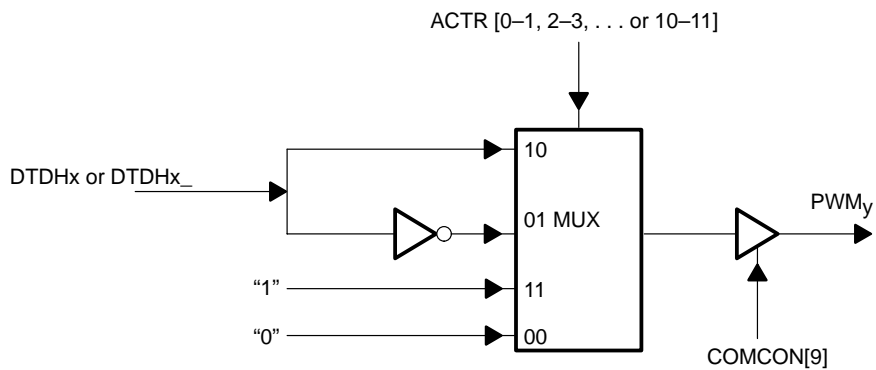 ACTR [0–1, 2–3, . . . or 10–11]
10
DTDHx or DTDHx_
PWMy
01 MUX
“1”
11
“0”
00
COMCON[9]